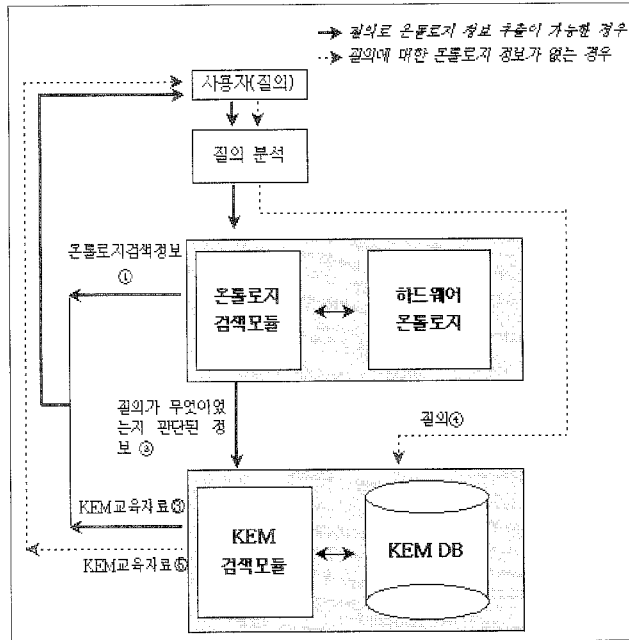 질의로 온톨로지 정보 추출이 가능한 경우
질의에 대한 온톨로지 정보가 없는 경우
사용자(질의)
질의 분석
온톨로지검색정보
①
온톨로지
검색모듈
하드웨어
온톨로지
질의가 무엇이었
는지 판단된 정
보 ②
질의④
KEM교육자료③
KEM교육자료⑤
KEM
검색모듈
KEM DB